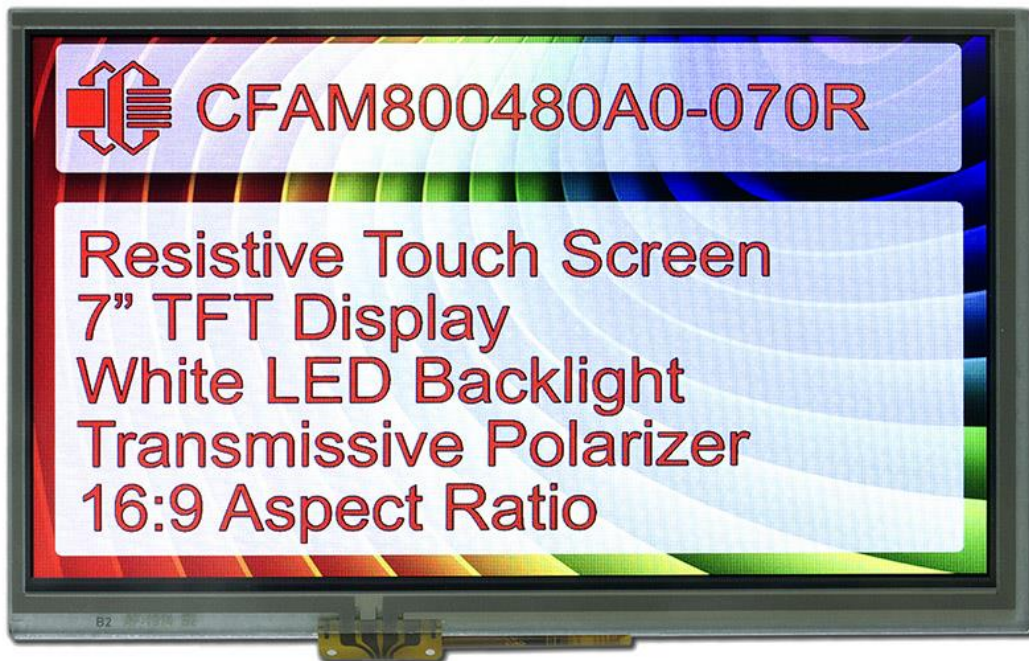 CFAM800480A0-070R
Resistive Touch Screen
7” TFT Display
White LED Backlight
Transmissive Polarizer
16:9 Aspect Ratio
B2